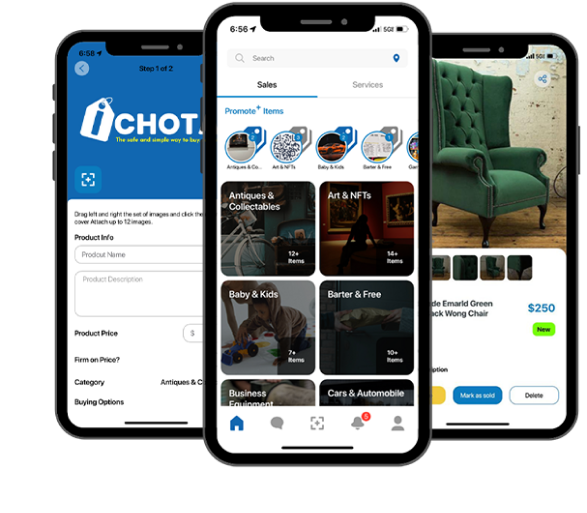 6:58
Step 1 of 2
CHOT.
The safe and simple way to buy
Drag left and right the set of images and click the
cover Attach up to 12 images.
Product Info
Prodcut Name
Product Description
Product Price
$
Firm on Price?
Category
Antiques & C
Buying Options
6:56
5GE
Search
Sales
Services
Promote+ Items
Antiques & Co...
Art & NFTs
Baby & Kids
Barter & Free
Antiques &
Collectables
12+
Items
Art & NFTs
14+
Items
Baby & Kids
7+
Items
Barter & Free
10+
Items
Business
Equipment
Cars & Automobile
5
5GE
de Emarld Green
ack Wong Chair
$250
New
ption
Mark as sold
Delete